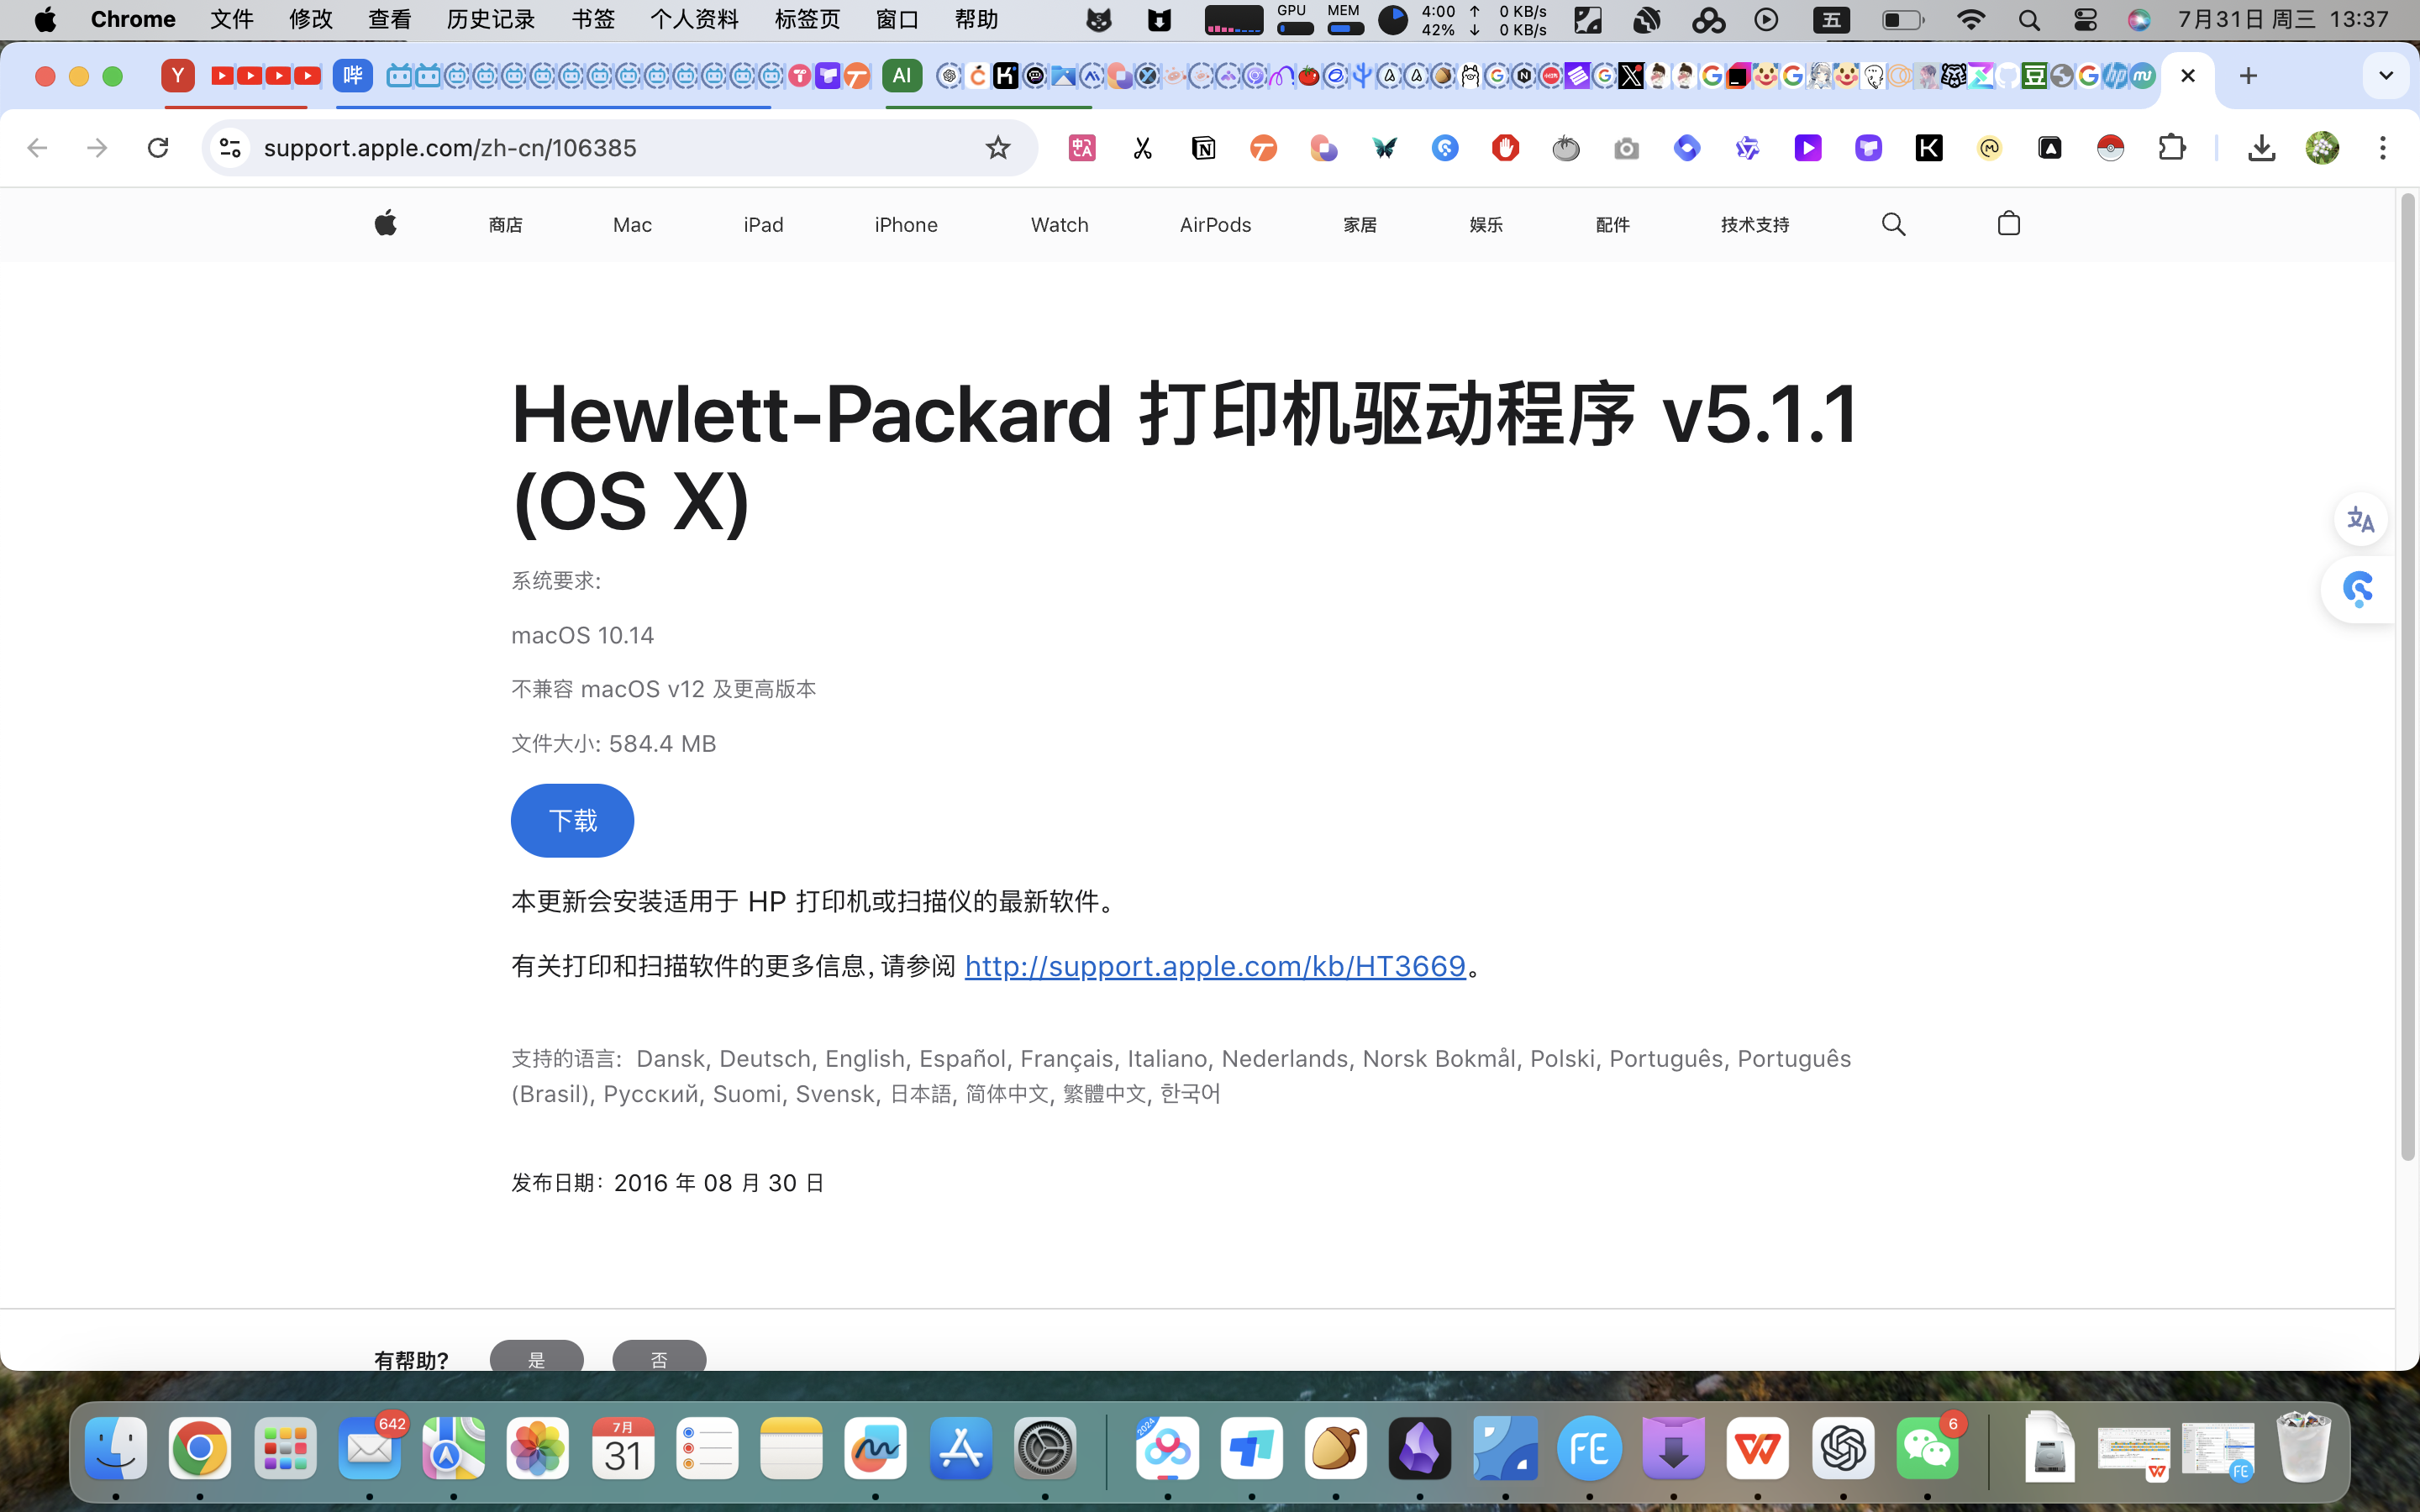 Chrome 文件 修改 查看 历史记录 书签 个人资料 标签页 窗口 帮助 GPU MEM 4:00 ↑ 0 KB/s 五 7月31日 周三 13:37
42% ↓ 0 KB/s
Y 哔 AI
support.apple.com/zh-cn/106385
商店 Mac iPad iPhone Watch AirPods 家居 娱乐 配件 技术支持
Hewlett-Packard 打印机驱动程序 v5.1.1
(OS X)
系统要求:
macOS 10.14
不兼容 macOS v12 及更高版本
文件大小: 584.4 MB
下载
本更新会安装适用于 HP 打印机或扫描仪的最新软件。
有关打印和扫描软件的更多信息，请参阅 http://support.apple.com/kb/HT3669。
支持的语言: Dansk, Deutsch, English, Español, Français, Italiano, Nederlands, Norsk Bokmål, Polski, Português, Português
(Brasil), Русский, Suomi, Svensk, 日本語, 简体中文, 繁體中文, 한국어
发布日期: 2016 年 08 月 30 日
有帮助?
是
否
642
7月
31
2024
FE
6